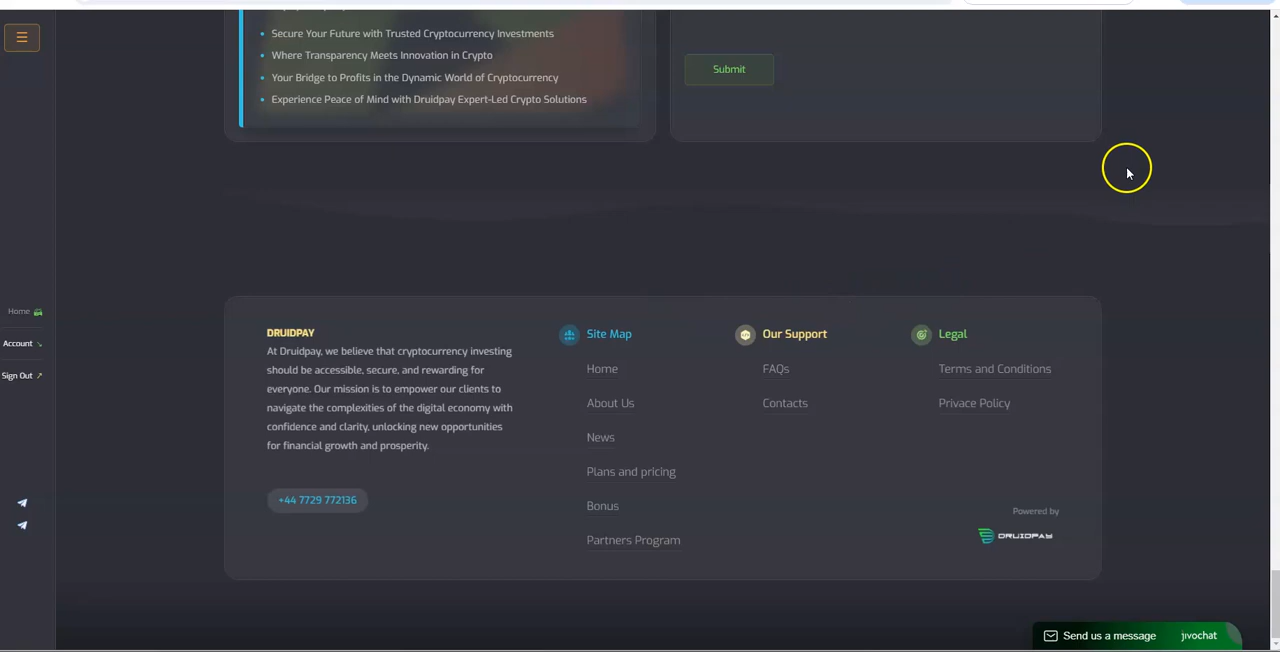 Secure Your Future with Trusted Cryptocurrency Investments
Where Transparency Meets Innovation in Crypto
Your Bridge to Profits in the Dynamic World of Cryptocurrency
Experience Peace of Mind with Druidpay Expert-Led Crypto Solutions
Submit
Home
Account
Sign Out
DRUIDPAY
At Druidpay, we believe that cryptocurrency investing
should be accessible, secure, and rewarding for
everyone. Our mission is to empower our clients to
navigate the complexities of the digital economy with
confidence and clarity, unlocking new opportunities
for financial growth and prosperity.
+44 7729 772136
Site Map
Home
About Us
News
Plans and pricing
Bonus
Partners Program
Our Support
FAQs
Contacts
Legal
Terms and Conditions
Privace Policy
Powered by
DRUIDPAY
Send us a message jivochat